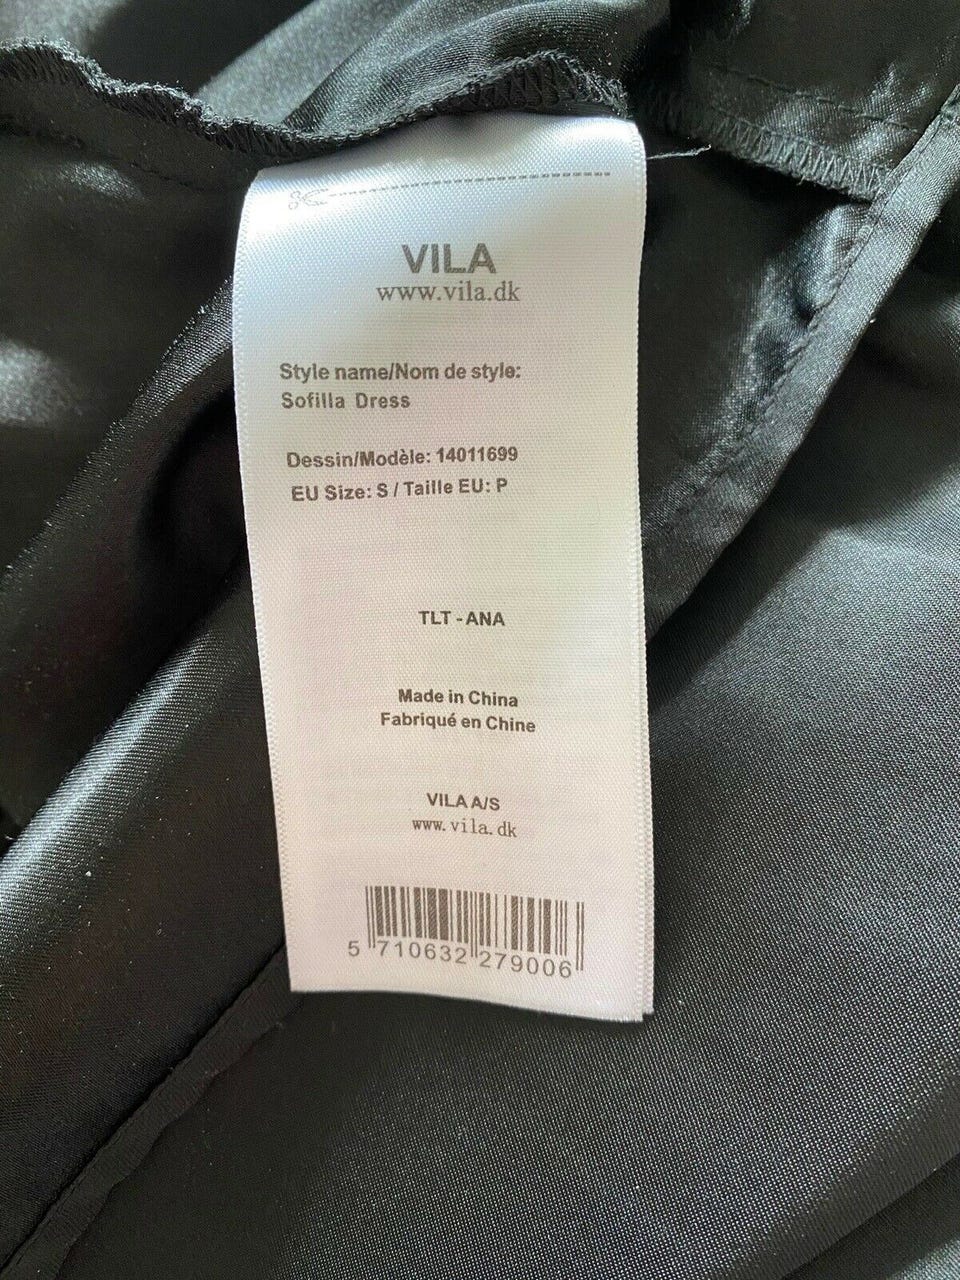 VILA
www.vila.dk
Style name/Nom de style:
Sofilla Dress
Dessin/Modèle: 14011699
EU Size: S / Taille EU: P
TLT - ANA
Made in China
Fabriqué en Chine
VILA A/S
www.vila.dk
5 710632 279006